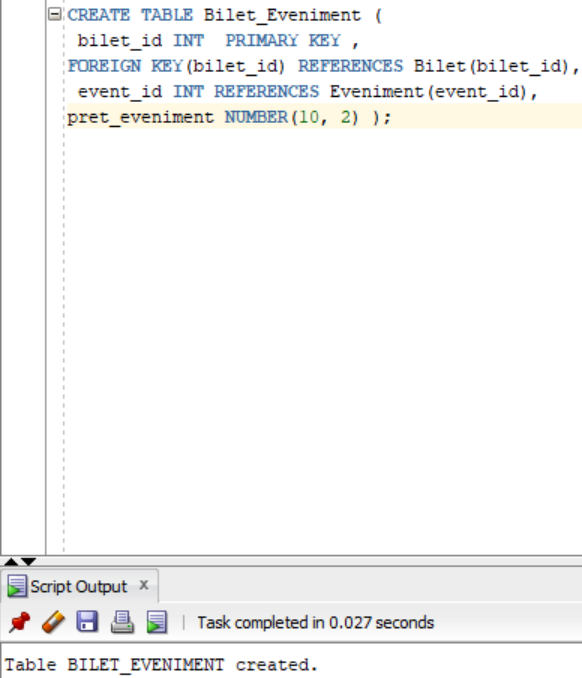 CREATE TABLE Bilet_Eveniment (
bilet_id INT  PRIMARY KEY ,
FOREIGN KEY(bilet_id) REFERENCES Bilet(bilet_id),
event_id INT REFERENCES Eveniment(event_id),
pret_eveniment NUMBER(10, 2) );
Script Output x
Task completed in 0.027 seconds
Table BILET_EVENIMENT created.